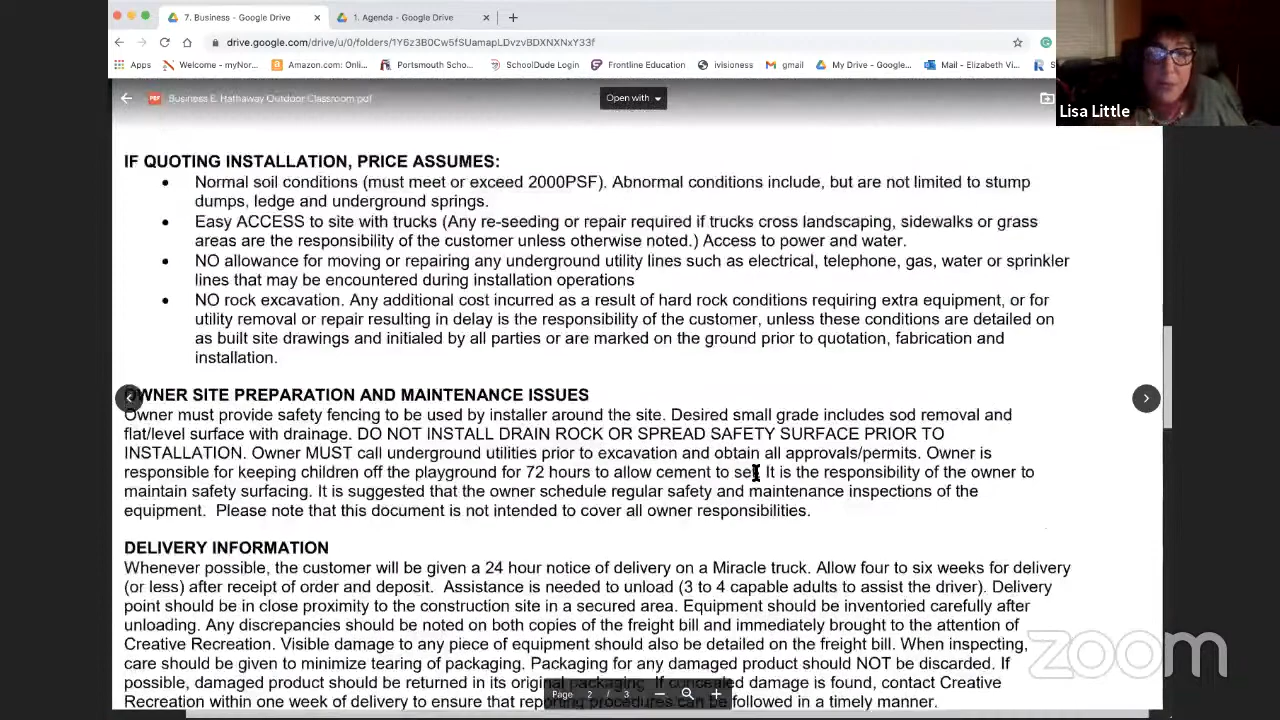 7. Business - Google Drive
1. Agenda - Google Drive
drive.google.com/drive/u/0/folders/1Y6z3B0Cw5fSUamapLDvzvBDXNXNxY33f
Apps
Welcome - myNor...
Amazon.com: Onli...
Portsmouth Scho...
SchoolDude Login
Frontline Education
ivisioness
gmail
My Drive - Google...
Mail - Elizabeth Vi...
Business E. Hathaway Outdoor Classroom.pdf
Open with
Lisa Little
IF QUOTING INSTALLATION, PRICE ASSUMES:
• Normal soil conditions (must meet or exceed 2000PSF). Abnormal conditions include, but are not limited to stump
dumps, ledge and underground springs.
• Easy ACCESS to site with trucks (Any re-seeding or repair required if trucks cross landscaping, sidewalks or grass
areas are the responsibility of the customer unless otherwise noted.) Access to power and water.
• NO allowance for moving or repairing any underground utility lines such as electrical, telephone, gas, water or sprinkler
lines that may be encountered during installation operations
• NO rock excavation. Any additional cost incurred as a result of hard rock conditions requiring extra equipment, or for
utility removal or repair resulting in delay is the responsibility of the customer, unless these conditions are detailed on
as built site drawings and initialed by all parties or are marked on the ground prior to quotation, fabrication and
installation.
OWNER SITE PREPARATION AND MAINTENANCE ISSUES
Owner must provide safety fencing to be used by installer around the site. Desired small grade includes sod removal and
flat/level surface with drainage. DO NOT INSTALL DRAIN ROCK OR SPREAD SAFETY SURFACE PRIOR TO
INSTALLATION. Owner MUST call underground utilities prior to excavation and obtain all approvals/permits. Owner is
responsible for keeping children off the playground for 72 hours to allow cement to set. It is the responsibility of the owner to
maintain safety surfacing. It is suggested that the owner schedule regular safety and maintenance inspections of the
equipment. Please note that this document is not intended to cover all owner responsibilities.
DELIVERY INFORMATION
Whenever possible, the customer will be given a 24 hour notice of delivery on a Miracle truck. Allow four to six weeks for delivery
(or less) after receipt of order and deposit. Assistance is needed to unload (3 to 4 capable adults to assist the driver). Delivery
point should be in close proximity to the construction site in a secured area. Equipment should be inventoried carefully after
unloading. Any discrepancies should be noted on both copies of the freight bill and immediately brought to the attention of
Creative Recreation. Visible damage to any piece of equipment should also be detailed on the freight bill. When inspecting,
care should be given to minimize tearing of packaging. Packaging for any damaged product should NOT be discarded. If
possible, damaged product should be returned in its original packaging. If concealed damage is found, contact Creative
Recreation within one week of delivery to ensure that reporting procedures can be followed in a timely manner.
Page 2 / 3
zoom